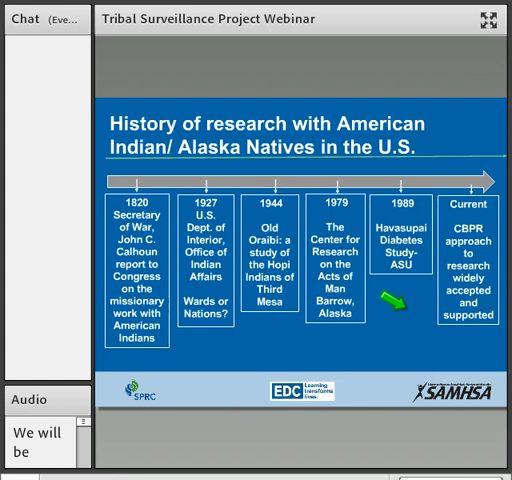 Chat (Eve...
Tribal Surveillance Project Webinar
History of research with American
Indian/ Alaska Natives in the U.S.
1820
Secretary
of War,
John C.
Calhoun
report to
Congress
on the
missionary
work with
American
Indians
1927
U.S.
Dept. of
Interior,
Office of
Indian
Affairs
Wards or
Nations?
1944
Old
Oraibi: a
study of
the Hopi
Indians of
Third
Mesa
1979
The
Center for
Research
on the
Acts of
Man
Barrow,
Alaska
1989
Havasupai
Diabetes
Study-
ASU
Current
CBPR
approach
to
research
widely
accepted
and
supported
SPRC
EDC Learning
transforms
lives.
SAMHSA
Audio
We will
be